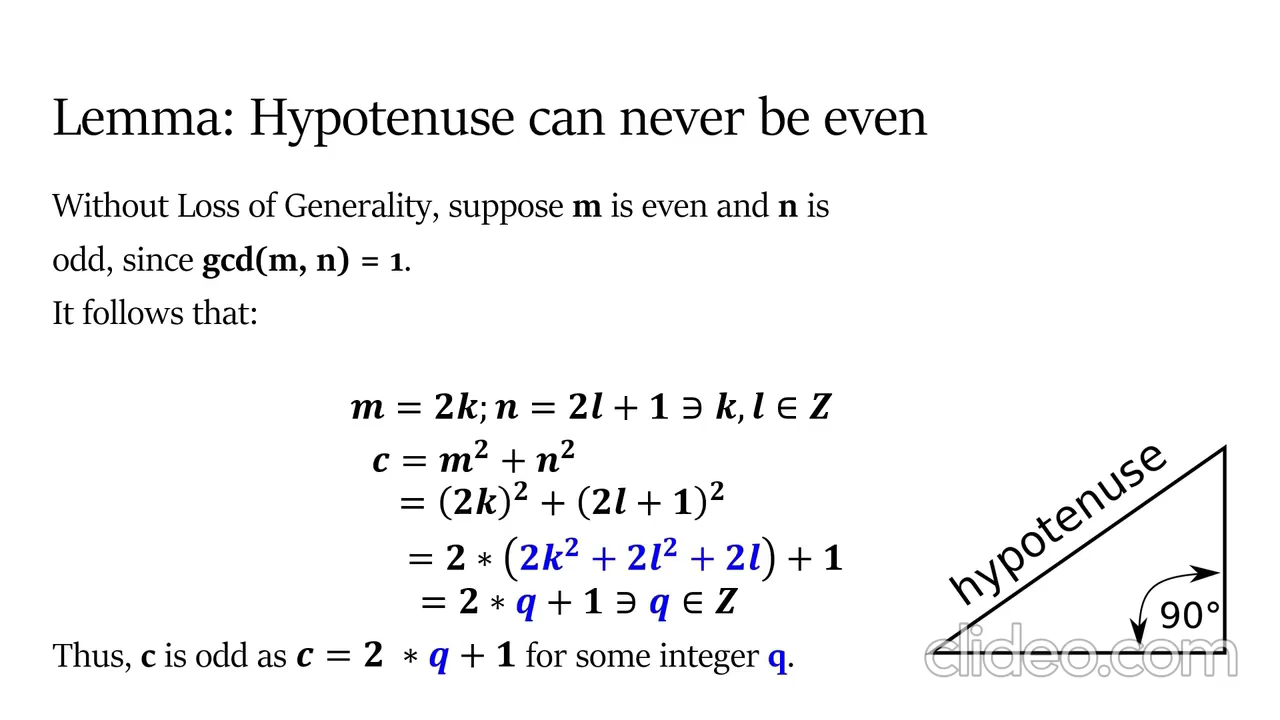 Lemma: Hypotenuse can never be even
Without Loss of Generality, suppose m is even and n is
odd, since gcd(m, n) = 1.
It follows that:
m = 2k; n = 2l + 1 ∋ k, l ∈ Z
c = m² + n²
= (2k)² + (2l + 1)²
= 2 ∗ (2k² + 2l² + 2l) + 1
= 2 ∗ q + 1 ∋ q ∈ Z
Thus, c is odd as c = 2 ∗ q + 1 for some integer q.
hypotenuse
90°
clideo.com